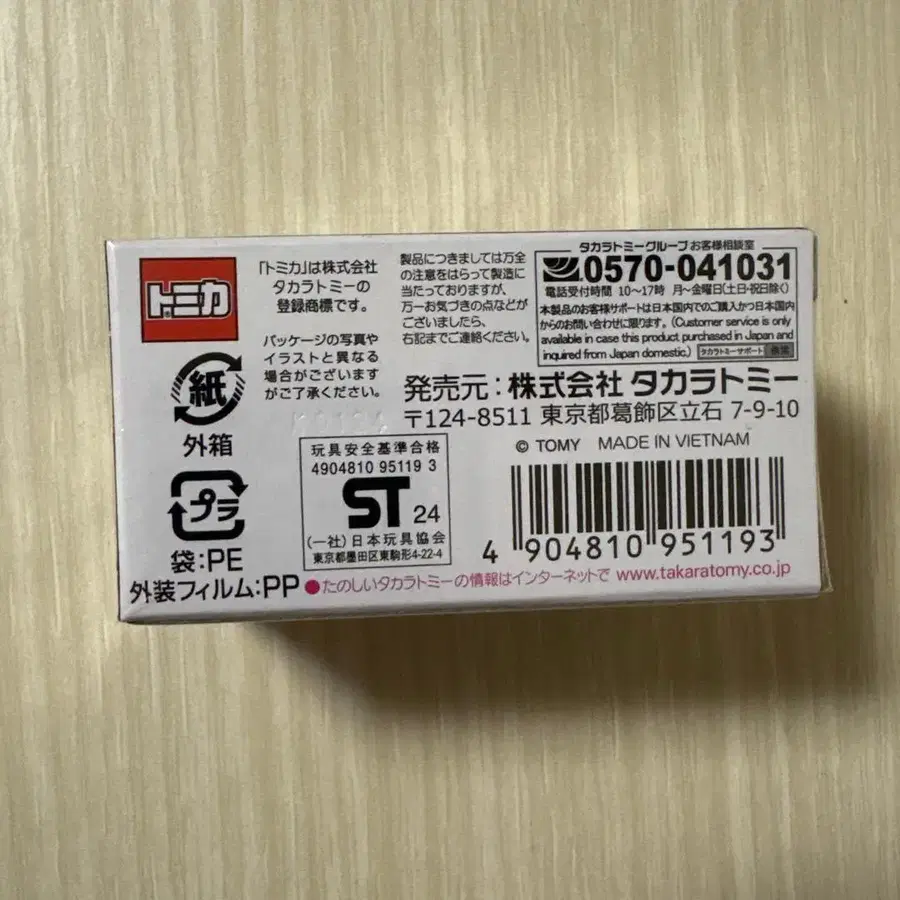 トミカ
「トミカ」は株式会社
タカラトミーの
登録商標です。
パッケージの写真や
イラストと異なる
場合がございます
がご了承ください。
製品につきましては万全
の注意をはらって製造に
当たっておりますが、
万一お気づきの点などが
ございましたら、
右記までご連絡ください。
タカラトミーグループお客様相談室
0570-041031
電話受付時間 10〜17時 月〜金曜日(土日・祝日除く)
本製品のお客様サポートは日本国内でのご購入かつ日本国内
からのお問い合わせに限ります。(Customer service is only
available in case this product purchased in Japan and
inquired from Japan domestic.) タカラトミーサポート 検索
発売元:株式会社 タカラトミー
〒124-8511 東京都葛飾区立石 7-9-10
© TOMY MADE IN VIETNAM
紙
外箱
プラ
袋:PE
外装フィルム:PP
玩具安全基準合格
4904810 95119 3
ST 24
(一社)日本玩具協会
東京都墨田区東駒形4-22-4
4 904810 951193
●たのしいタカラトミーの情報はインターネットで www.takaratomy.co.jp